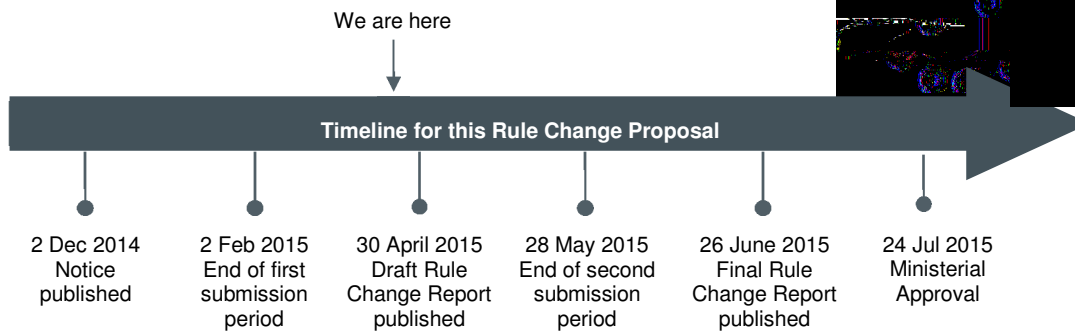 We are here
Timeline for this Rule Change Proposal
2 Dec 2014
Notice
published
2 Feb 2015
End of first
submission
period
30 April 2015
Draft Rule
Change Report
published
28 May 2015
End of second
submission
period
26 June 2015
Final Rule
Change Report
published
24 Jul 2015
Ministerial
Approval